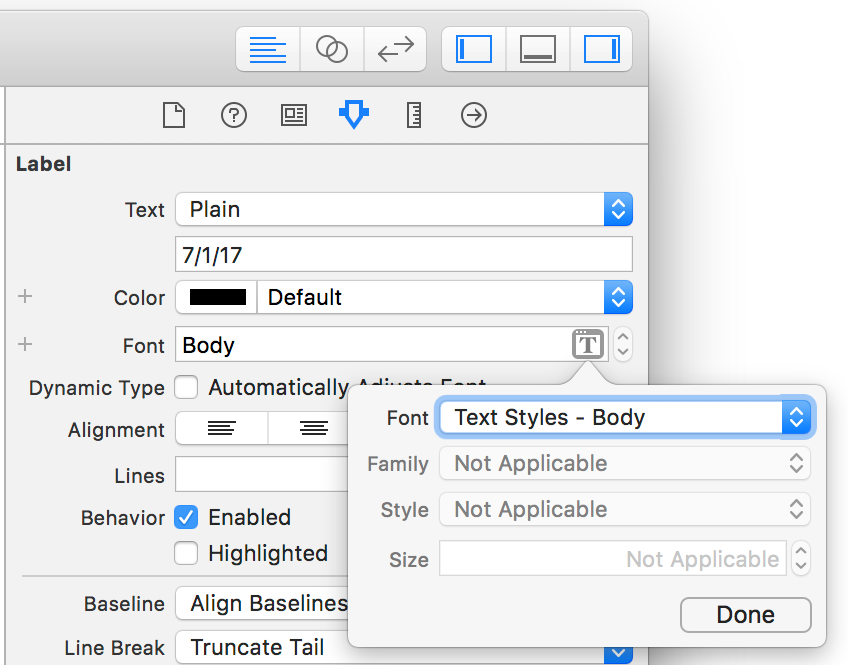 Label
Text Plain
7/1/17
Color Default
Font Body T
Dynamic Type Automatically Adjusts Font
Font Text Styles - Body
Alignment
Family Not Applicable
Lines
Style Not Applicable
Behavior Enabled
Highlighted
Size Not Applicable
Baseline Align Baselines
Done
Line Break Truncate Tail